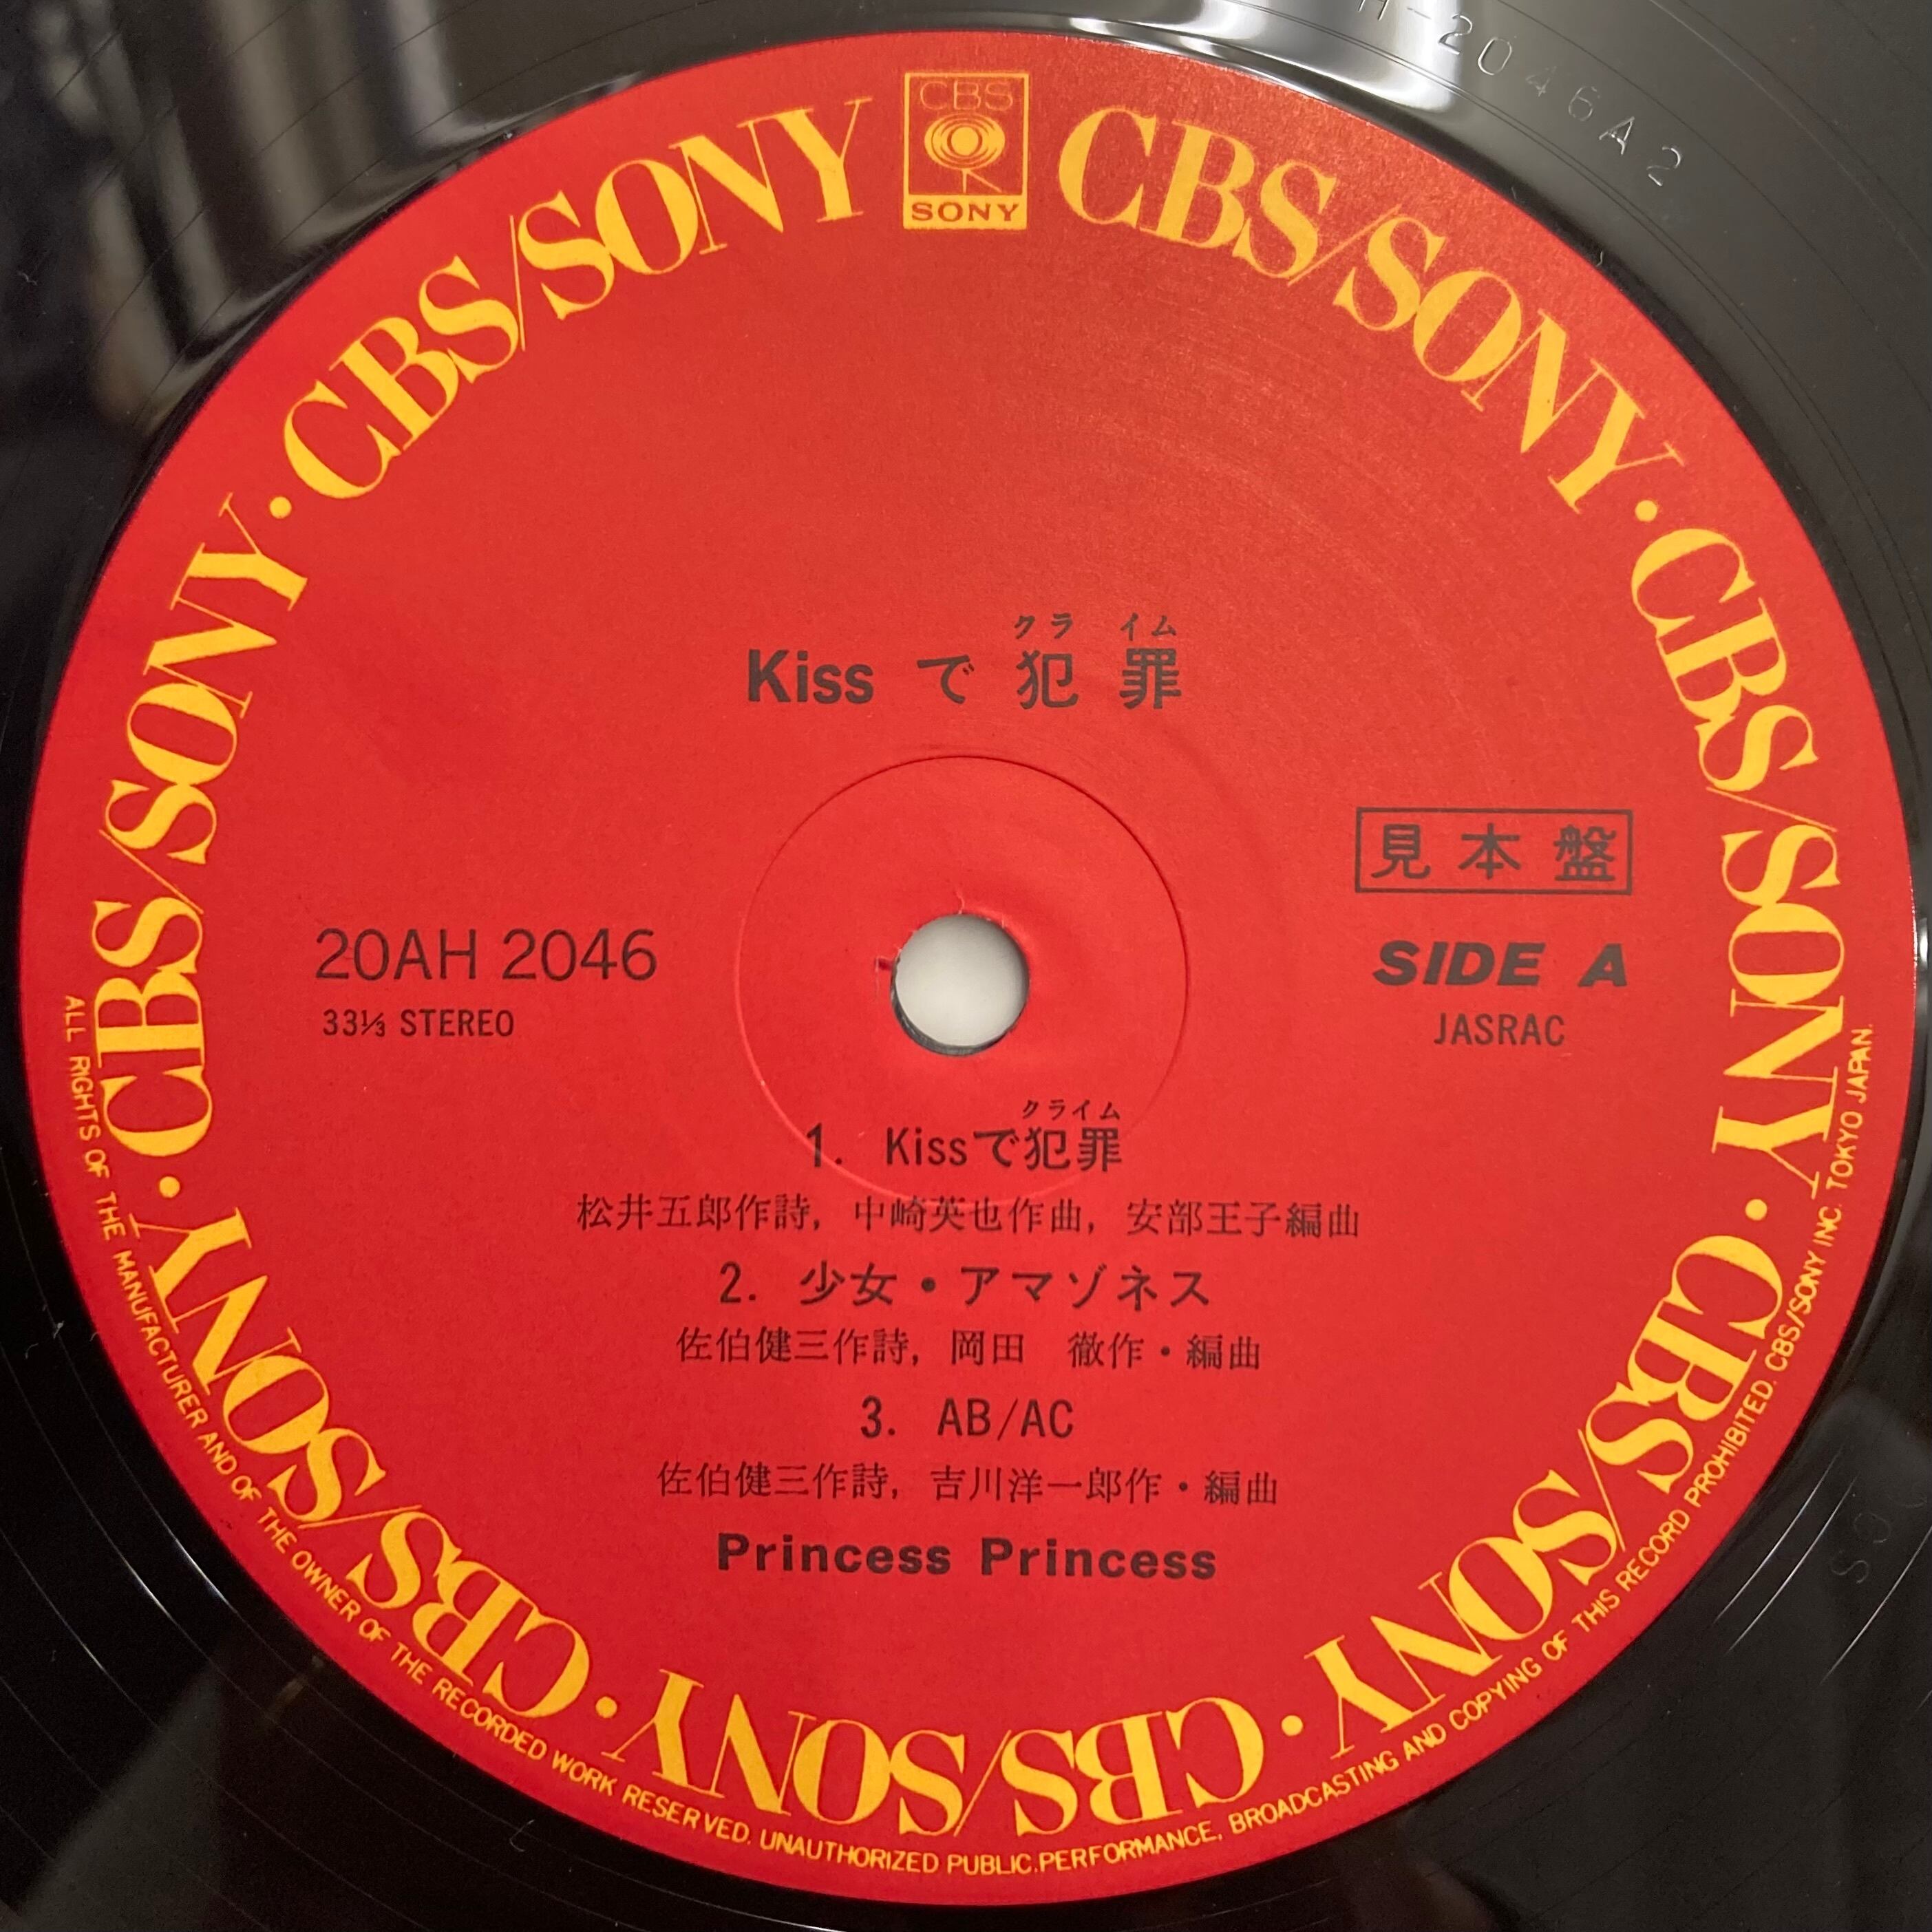 H-2046A2
CBS
SONY
CBS/SONY · CBS/SONY · CBS/SONY · CBS/SONY · CBS/SONY · CBS/SONY · CBS/SONY · CBS/SONY
クライム
Kiss で 犯 罪
見 本 盤
20AH 2046
SIDE A
33⅓ STEREO
JASRAC
クライム
1. Kissで犯罪
松井五郎作詩, 中崎英也作曲, 安部王子編曲
2. 少女・アマゾネス
佐伯健三作詩, 岡田 徹作・編曲
3. AB/AC
佐伯健三作詩, 吉川洋一郎作・編曲
Princess Princess
ALL RIGHTS OF THE MANUFACTURER AND OF THE OWNER OF THE RECORDED WORK RESERVED. UNAUTHORIZED PUBLIC.PERFORMANCE, BROADCASTING AND COPYING OF THIS RECORD PROHIBITED. CBS/SONY INC. TOKYO JAPAN.